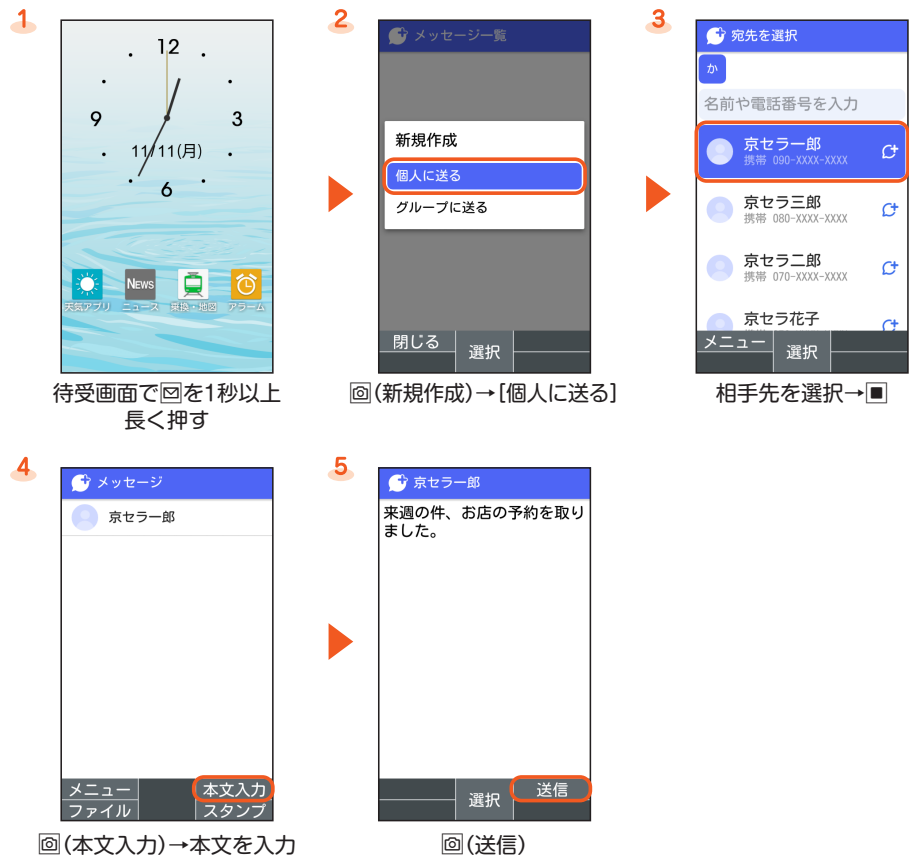 1
12
9
3
11/11(月)
6
NEWS
天気アプリ
ニュース
乗換・地図
アラーム
待受画面で✉を1秒以上
長く押す
2
メッセージ一覧
新規作成
個人に送る
グループに送る
閉じる
選択
(新規作成)→[個人に送る]
3
宛先を選択
か
名前や電話番号を入力
京セラ一郎
携帯 090-XXXX-XXXX
京セラ三郎
携帯 080-XXXX-XXXX
京セラ二郎
携帯 070-XXXX-XXXX
京セラ花子
メニュー
選択
相手先を選択→■
4
メッセージ
京セラ一郎
メニュー
本文入力
ファイル
スタンプ
(本文入力)→本文を入力
5
京セラ一郎
来週の件、お店の予約を取り
ました。
選択
送信
(送信)